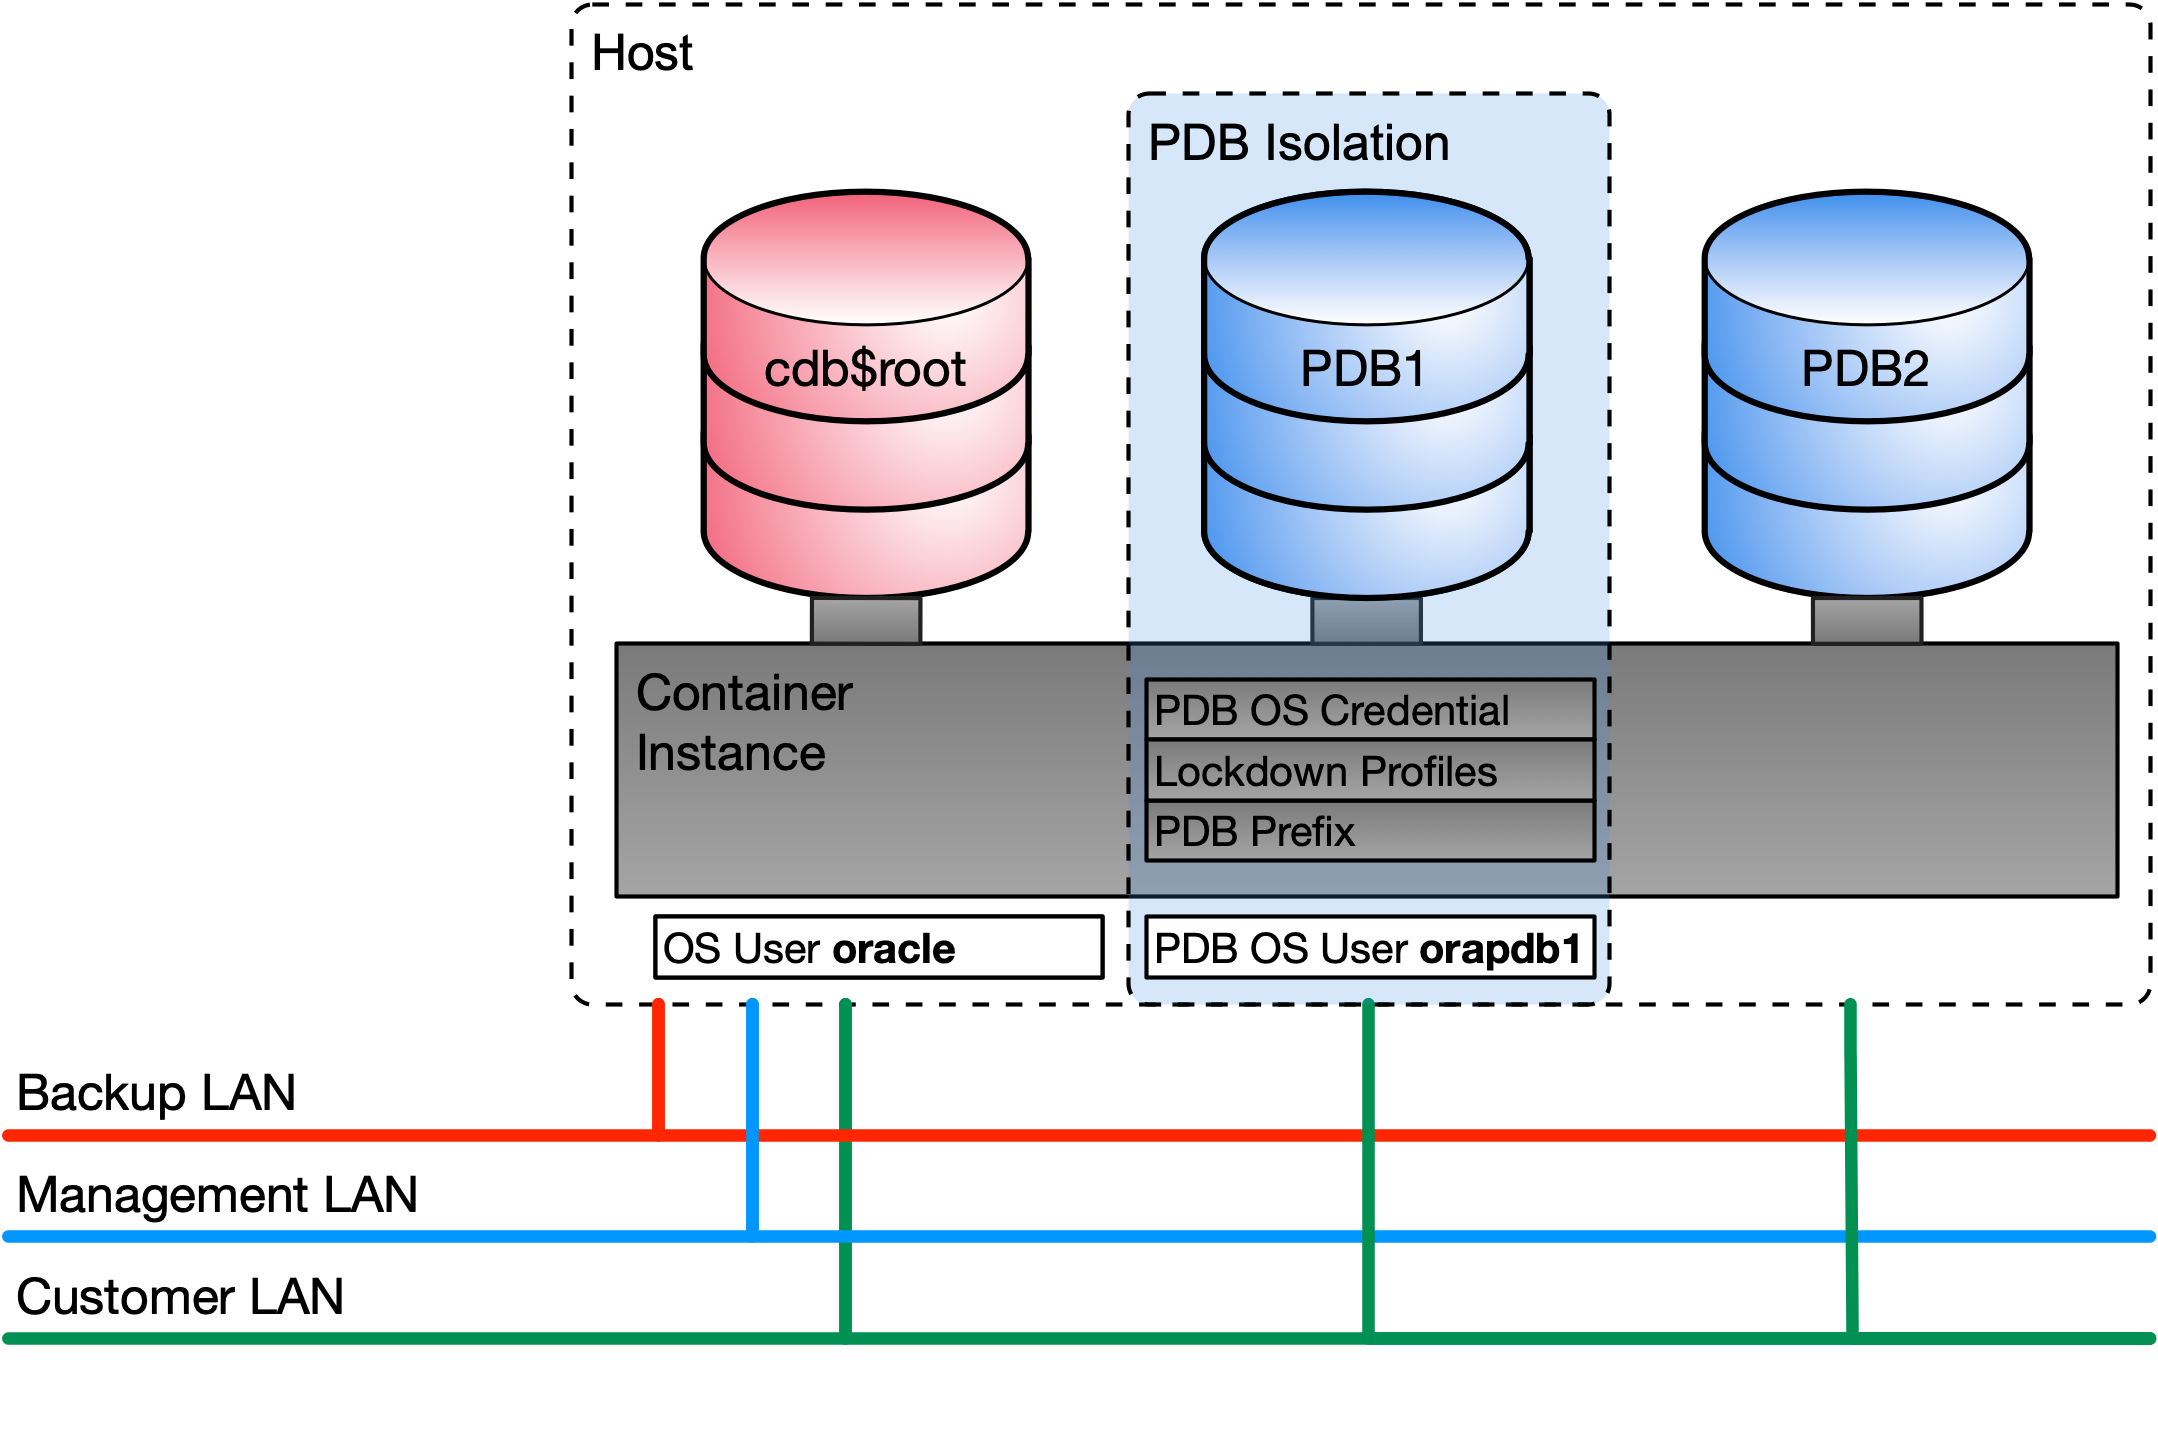 Host
PDB Isolation
cdb$root
PDB1
PDB2
Container
Instance
PDB OS Credential
Lockdown Profiles
PDB Prefix
OS User oracle
PDB OS User orapdb1
Backup LAN
Management LAN
Customer LAN